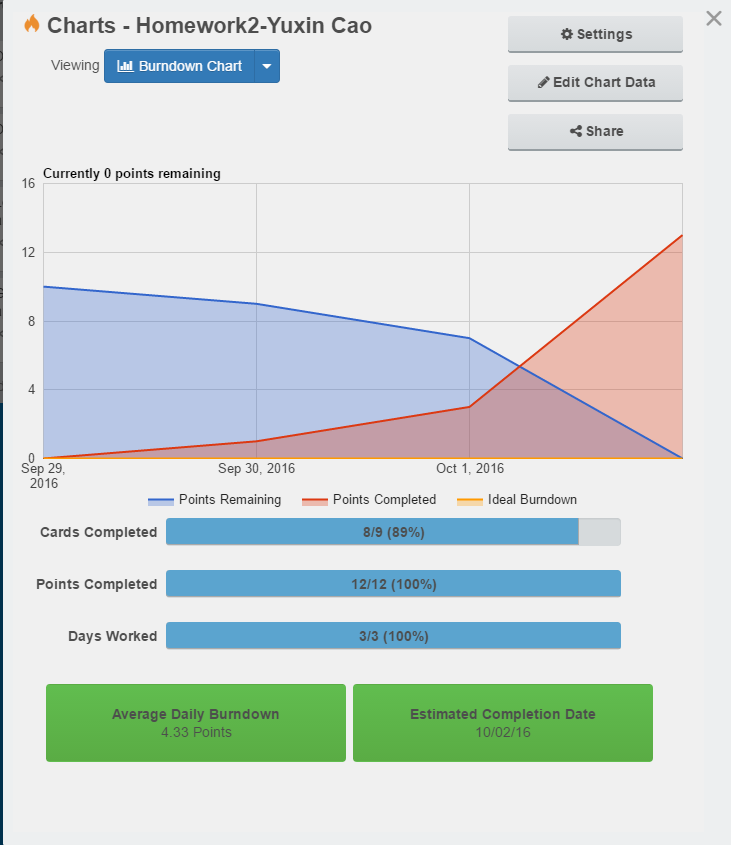 Charts - Homework2-Yuxin Cao
Settings
Viewing Burndown Chart
Edit Chart Data
Share
Currently 0 points remaining
16
12
8
4
0
Sep 29, 2016
Sep 30, 2016
Oct 1, 2016
Points Remaining
Points Completed
Ideal Burndown
Cards Completed 8/9 (89%)
Points Completed 12/12 (100%)
Days Worked 3/3 (100%)
Average Daily Burndown
4.33 Points
Estimated Completion Date
10/02/16